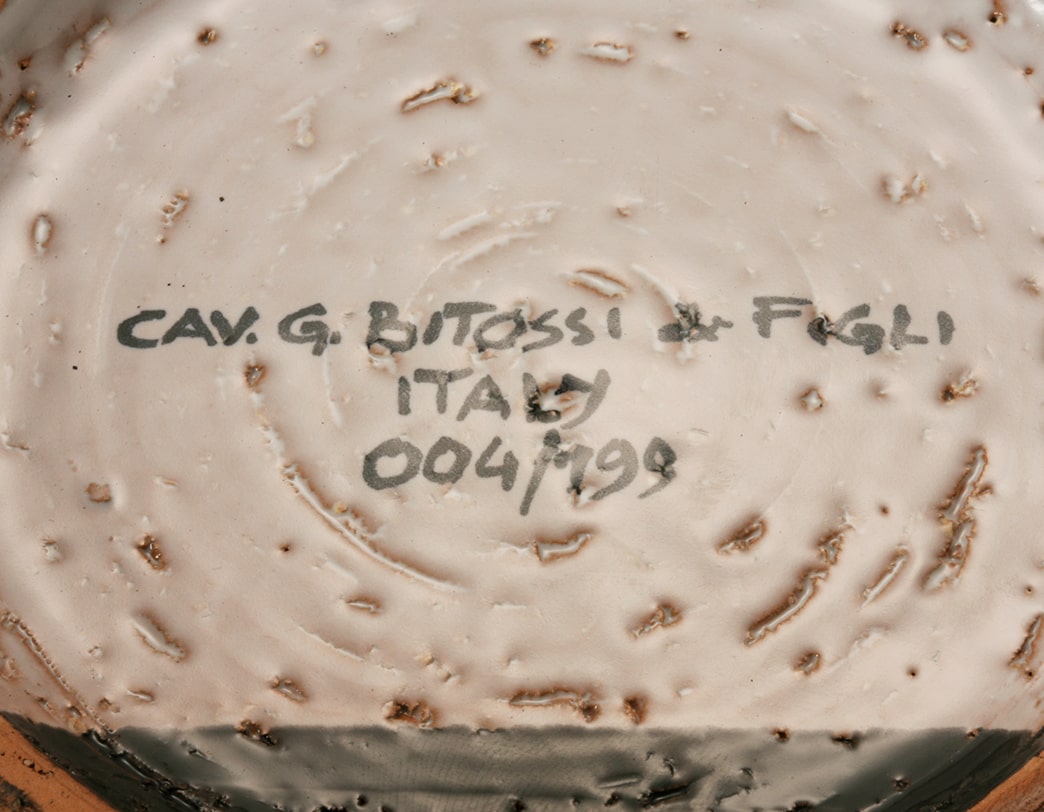 CAV. G. BITOSSI & FIGLI
ITALY
004/199